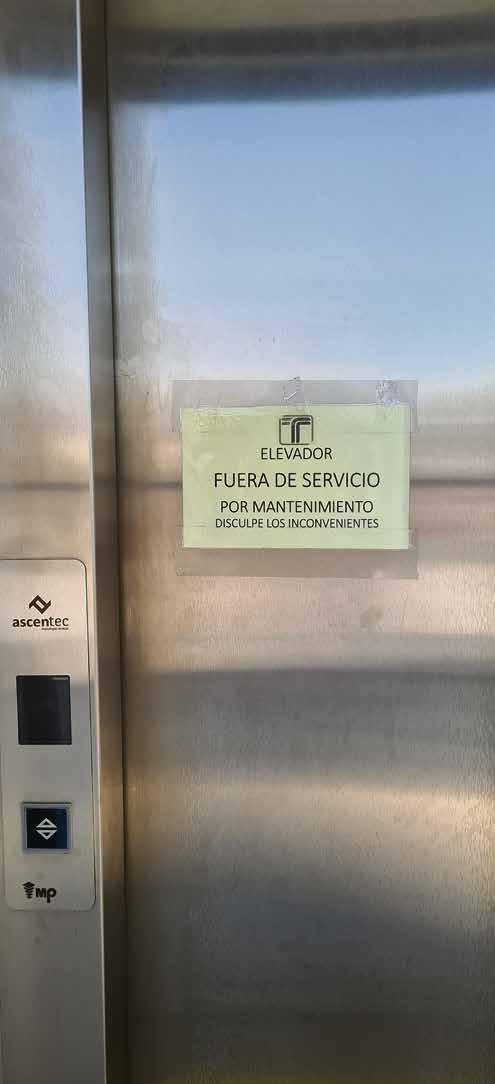 ELEVADOR
FUERA DE SERVICIO
POR MANTENIMIENTO
DISCULPE LOS INCONVENIENTES
ascentec
MP